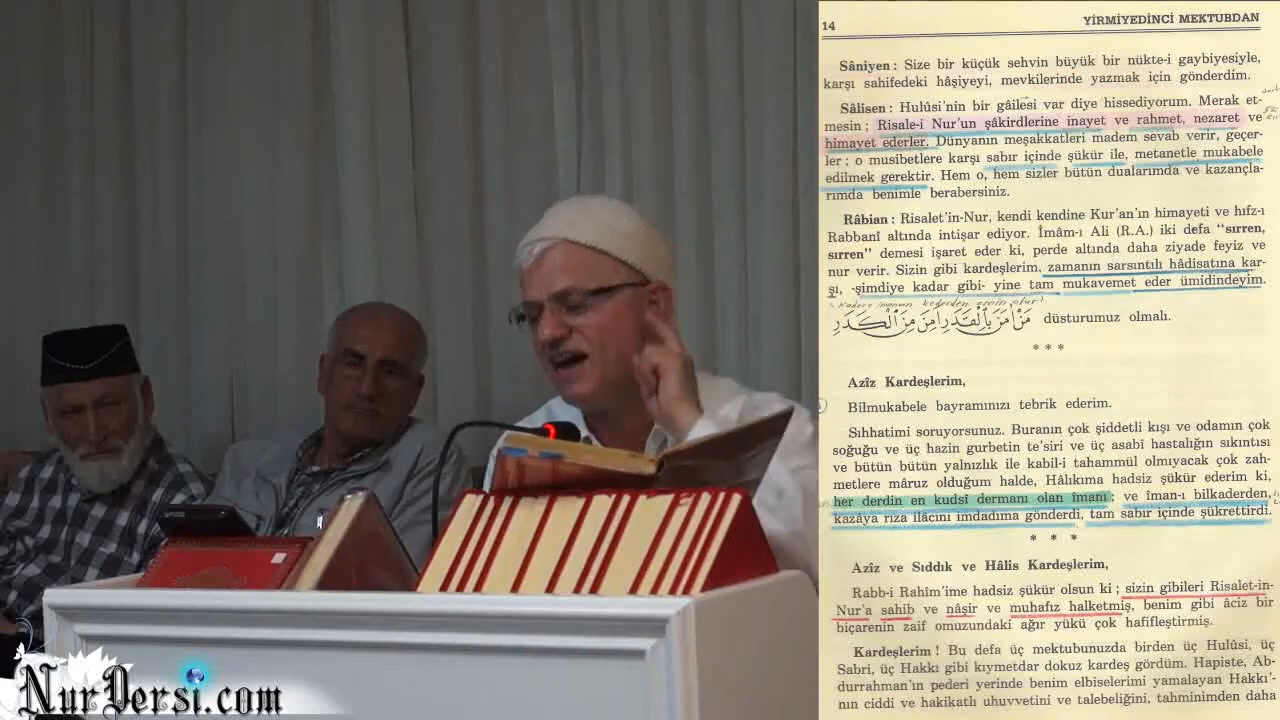 14
YİRMİYEDİNCİ MEKTUBDAN
Sâniyen : Size bir küçük sehvin büyük bir nükte-i gaybiyesiyle,
karşı sahifedeki hâşiyeyi, mevkilerinde yazmak için gönderdim.
Sâlisen : Hulûsi'nin bir gâilesi var diye hissediyorum. Merak et-
mesin ; Risale-i Nur'un şâkirdlerine inayet ve rahmet, nezaret ve
himayet ederler. Dünyanın meşakkatleri madem sevab verir, geçer-
ler ; o musibetlere karşı sabır içinde şükür ile, metanetle mukabele
edilmek gerektir. Hem o, hem sizler bütün dualarımda ve kazançla-
rımda benimle berabersiniz.
Râbian : Risalet'in-Nur, kendi kendine Kur'an'ın himayeti ve hıfz-ı
Rabbanî altında intişar ediyor. İmâm-ı Ali (R.A.) iki defa "sırren,
sırren" demesi işaret eder ki, perde altında daha ziyade feyiz ve
nur verir. Sizin gibi kardeşlerim, zamanın sarsıntılı hâdisatına kar-
şı, -şimdiye kadar gibi- yine tam mukavemet eder ümidindeyim.
Kadere inanan kederden emin olur
مَنْ اٰمَنَ بِالْقَدَرِ اَمِنَ مِنَ الْكَدَرِ düsturumuz olmalı.
* * *
Azîz Kardeşlerim,
Bilmukabele bayramınızı tebrik ederim.
Sıhhatimi soruyorsunuz. Buranın çok şiddetli kışı ve odamın çok
soğuğu ve üç hazin gurbetin te'siri ve üç asabî hastalığın sıkıntısı
ve bütün bütün yalnızlık ile kabil-i tahammül olmıyacak çok zah-
metlere mâruz olduğum halde, Hâlıkıma hadsiz şükür ederim ki,
her derdin en kudsî dermanı olan îmanı ; ve îman-ı bilkaderden,
kazaya rıza ilâcını imdadıma gönderdi, tam sabır içinde şükrettirdi.
* * *
Azîz ve Sıddık ve Hâlis Kardeşlerim,
Rabb-i Rahîm'ime hadsiz şükür olsun ki ; sizin gibileri Risalet-in-
Nur'a sahib ve nâşir ve muhafız halketmiş, benim gibi âciz bir
biçarenin zaif omuzundaki ağır yükü çok hafifleştirmiş.
Kardeşlerim ! Bu defa üç mektubunuzda birden üç Hulûsi, üç
Sabri, üç Hakkı gibi kıymetdar dokuz kardeş gördüm. Hapiste, Ab-
durrahman'ın pederi yerinde benim elbiselerimi yamalayan Hakkı'-
nın ciddi ve hakikatlı uhuvvetini ve talebeliğini, tahminimden daha
NurDersi.com